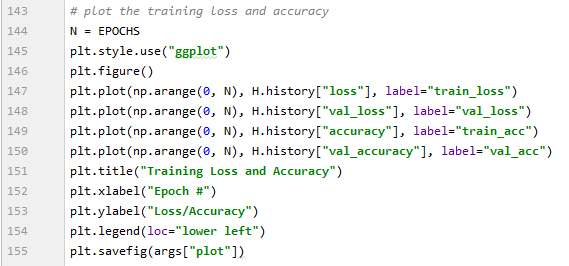 143 # plot the training loss and accuracy
144 N = EPOCHS
145 plt.style.use("ggplot")
146 plt.figure()
147 plt.plot(np.arange(0, N), H.history["loss"], label="train_loss")
148 plt.plot(np.arange(0, N), H.history["val_loss"], label="val_loss")
149 plt.plot(np.arange(0, N), H.history["accuracy"], label="train_acc")
150 plt.plot(np.arange(0, N), H.history["val_accuracy"], label="val_acc")
151 plt.title("Training Loss and Accuracy")
152 plt.xlabel("Epoch #")
153 plt.ylabel("Loss/Accuracy")
154 plt.legend(loc="lower left")
155 plt.savefig(args["plot"])